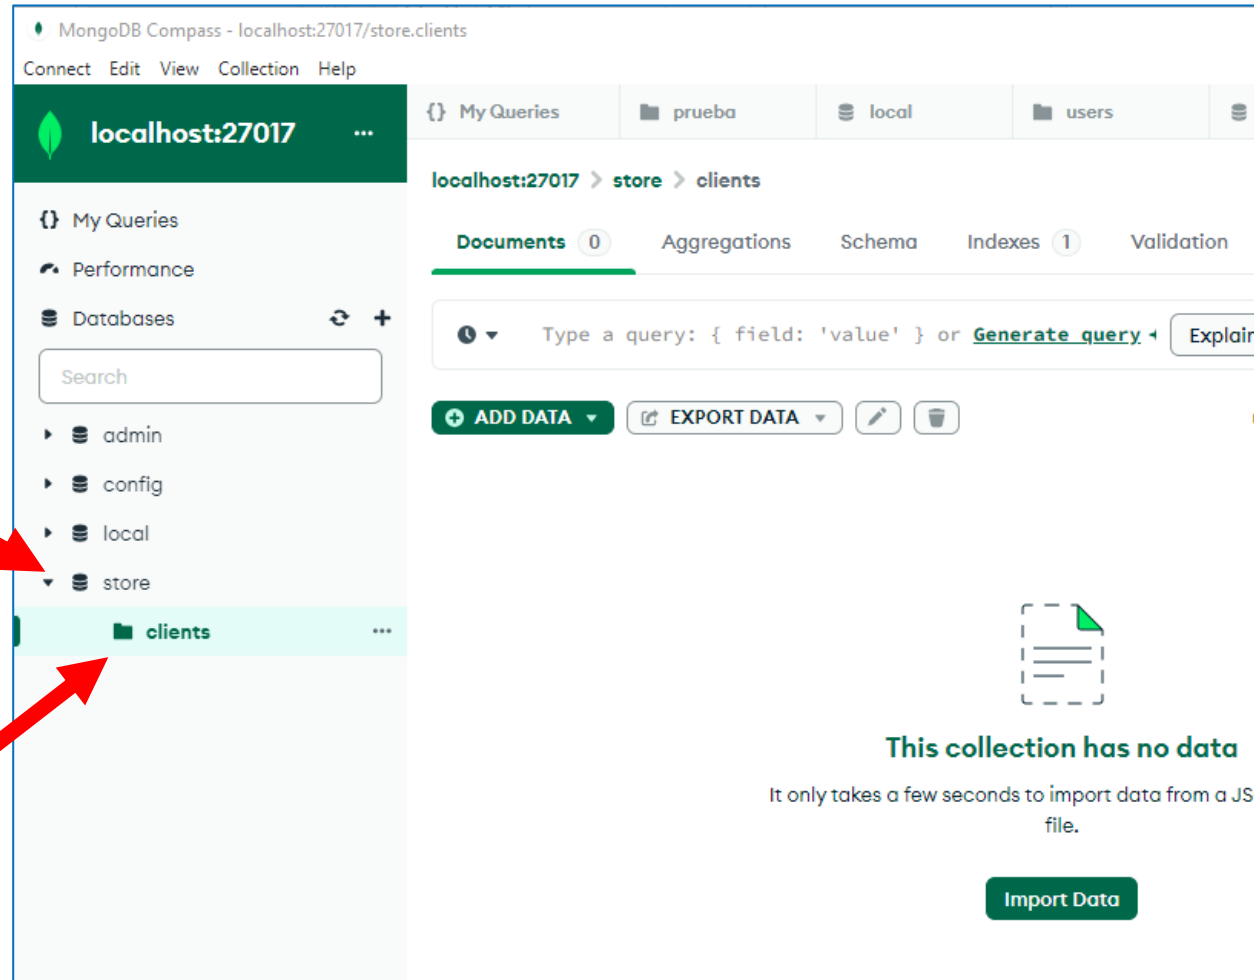 MongoDB Compass - localhost:27017/store.clients
Connect Edit View Collection Help
localhost:27017 ...
{} My Queries
Performance
Databases
Search
admin
config
local
store
clients ...
{} My Queries prueba local users
localhost:27017 > store > clients
Documents 0 Aggregations Schema Indexes 1 Validation
Type a query: { field: 'value' } or Generate query Explain
ADD DATA EXPORT DATA
This collection has no data
It only takes a few seconds to import data from a JS
file.
Import Data